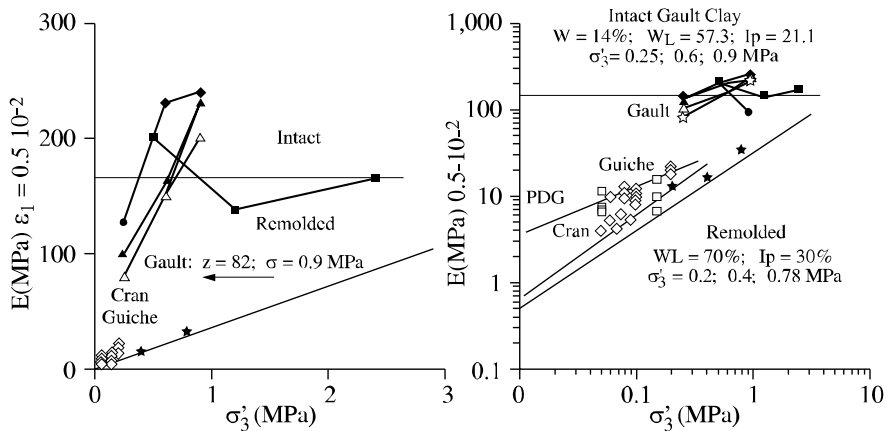 300
200
100
0
E(MPa) ε₁ = 0.5 10-²
Intact
Remolded
Gault: z = 82; σ = 0.9 MPa
Cran
Guiche
0 1 2 3
σ'₃ (MPa)
1,000
100
10
1
0.1
E(MPa) 0.5-10-²
Intact Gault Clay
W = 14%; WL = 57.3; Ip = 21.1
σ'₃ = 0.25; 0.6; 0.9 MPa
Gault
Guiche
PDG
Cran
Remolded
WL = 70%; Ip = 30%
σ'₃ = 0.2; 0.4; 0.78 MPa
0 0.1 1 10
σ'₃ (MPa)